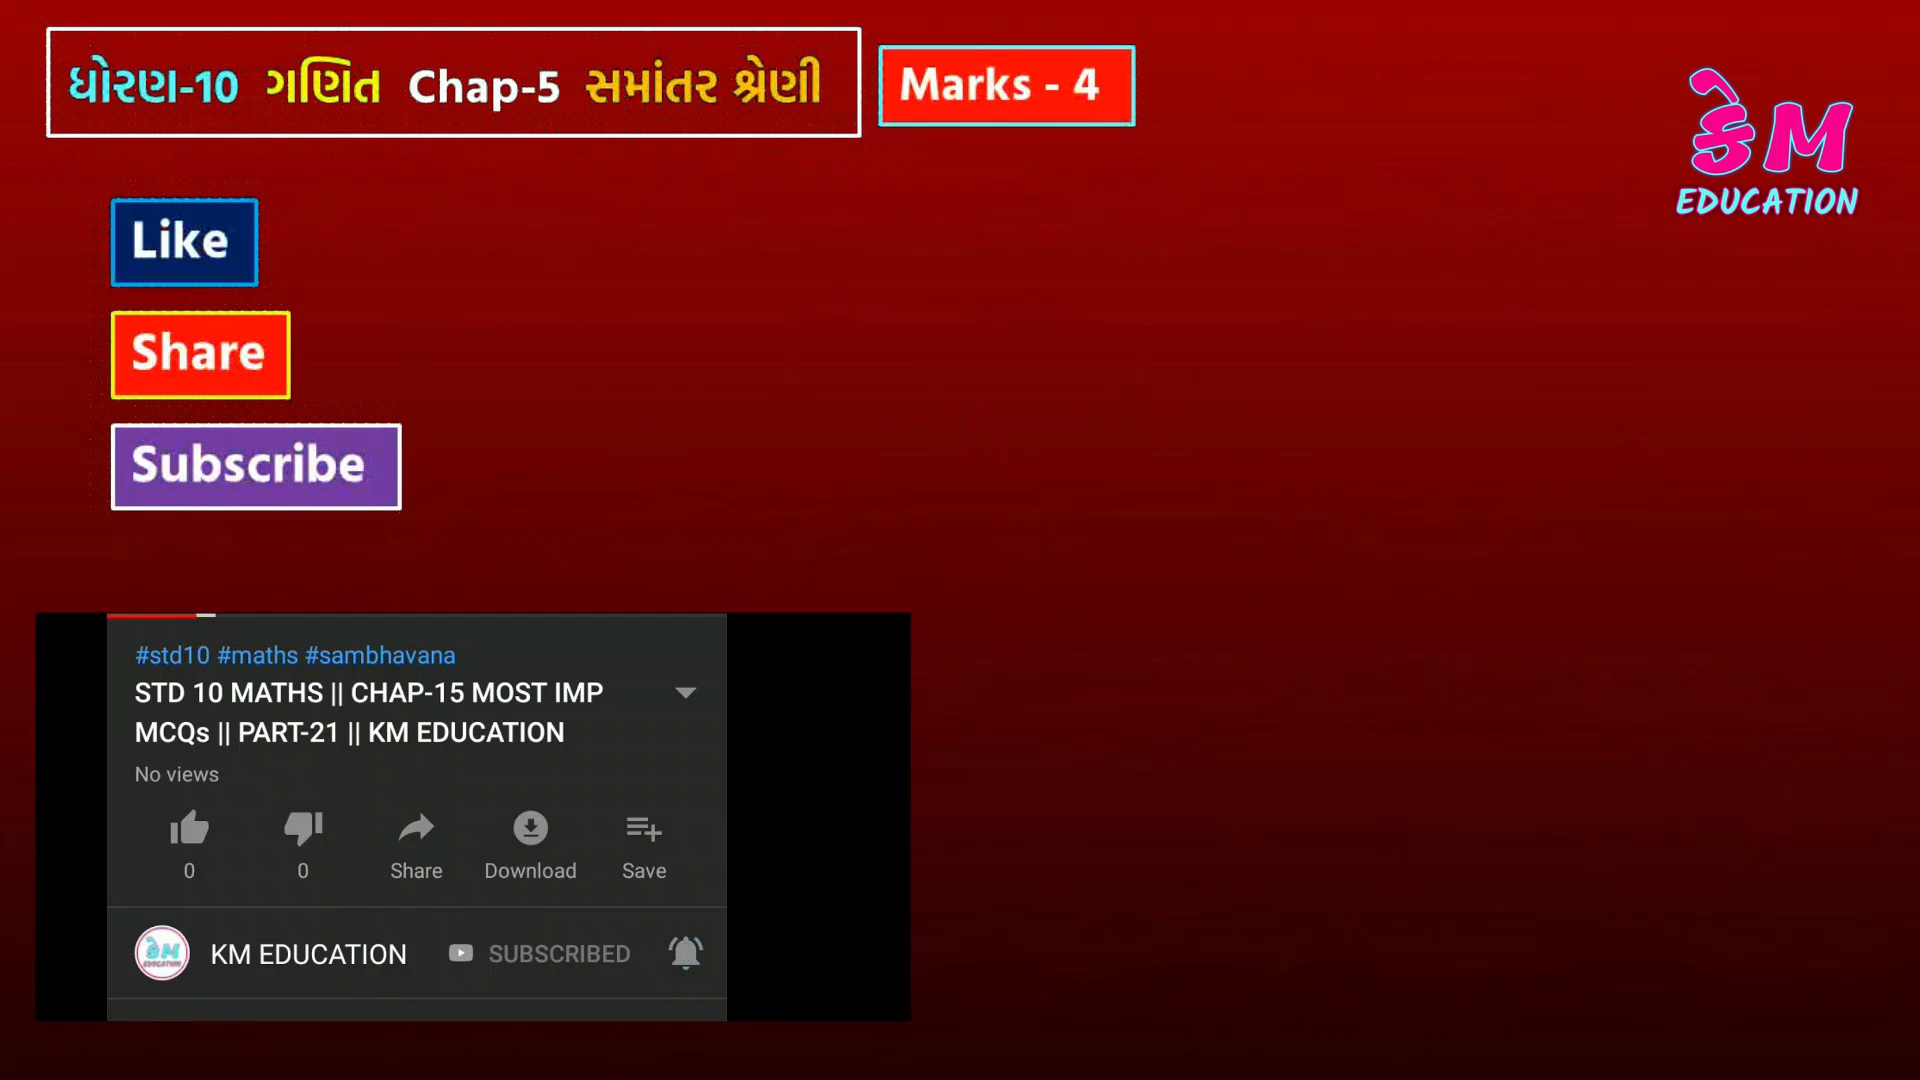 ધોરણ-10 ગણિત Chap-5 સમાંતર શ્રેણી
Marks - 4
કેM
EDUCATION
Like
Share
Subscribe
#std10 #maths #sambhavana
STD 10 MATHS || CHAP-15 MOST IMP
MCQs || PART-21 || KM EDUCATION
No views
0 0 Share Download Save
કેM
EDUCATION
KM EDUCATION SUBSCRIBED